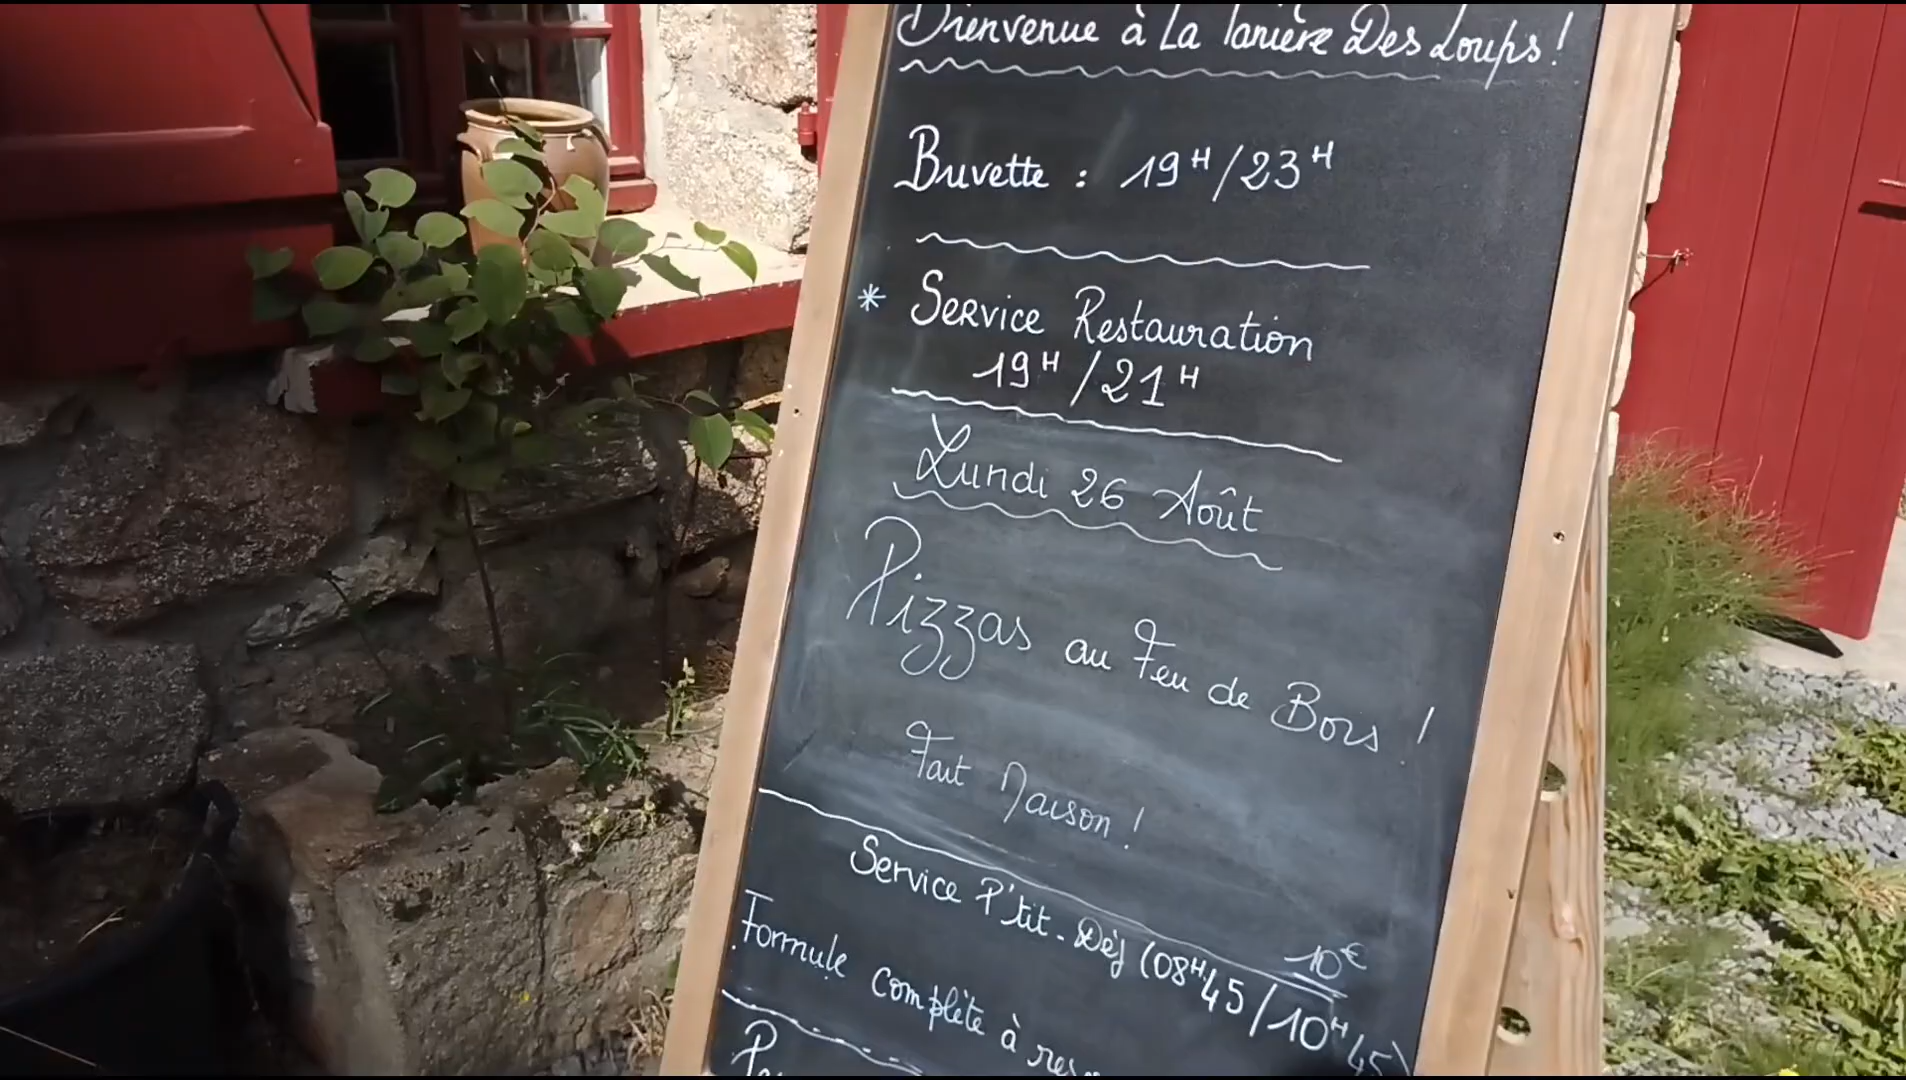 Bienvenue à La Tanière Des Loups !
Buvette : 19H/23H
* Service Restauration
19H/21H
Lundi 26 Août
Pizzas au Feu de Bois !
Fait Maison !
Service P'tit-Déj (08H45/10H45)
10€
Formule complète à